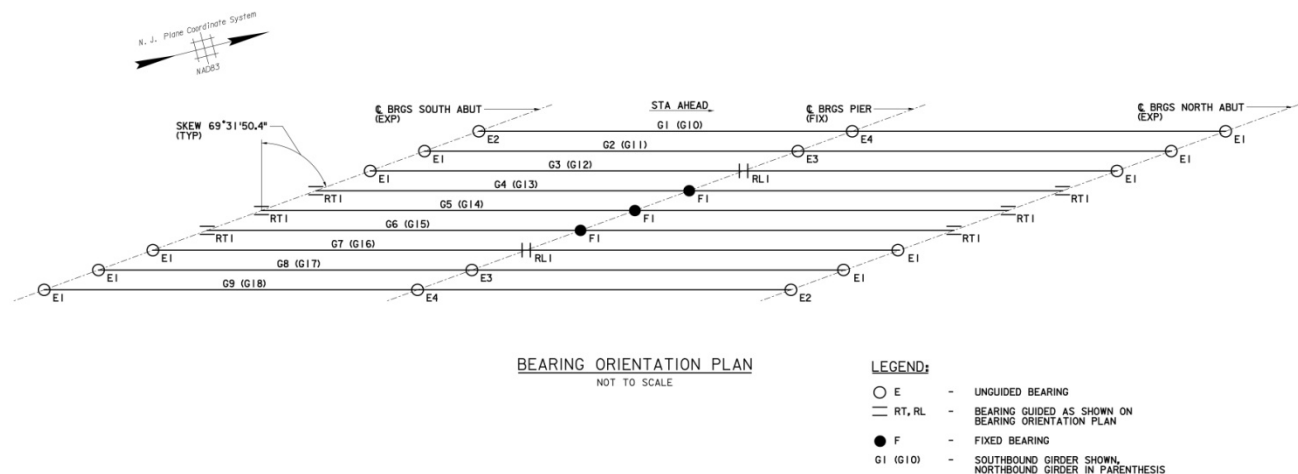 N. J. Plane Coordinate System
NAD83
SKEW 69°31'50.4"
(TYP)
℄ BRGS SOUTH ABUT
(EXP)
STA AHEAD
℄ BRGS PIER
(FIX)
℄ BRGS NORTH ABUT
(EXP)
E2
G1 (G10)
E4
E1
E1
G2 (G11)
E3
E1
E1
G3 (G12)
RL1
E1
RT1
G4 (G13)
F1
RT1
RT1
G5 (G14)
F1
RT1
RT1
G6 (G15)
F1
RT1
E1
G7 (G16)
RL1
E1
E1
G8 (G17)
E3
E1
E1
G9 (G18)
E4
E2
BEARING ORIENTATION PLAN
NOT TO SCALE
LEGEND:
E - UNGUIDED BEARING
RT, RL - BEARING GUIDED AS SHOWN ON
BEARING ORIENTATION PLAN
F - FIXED BEARING
G1 (G10) - SOUTHBOUND GIRDER SHOWN,
NORTHBOUND GIRDER IN PARENTHESIS